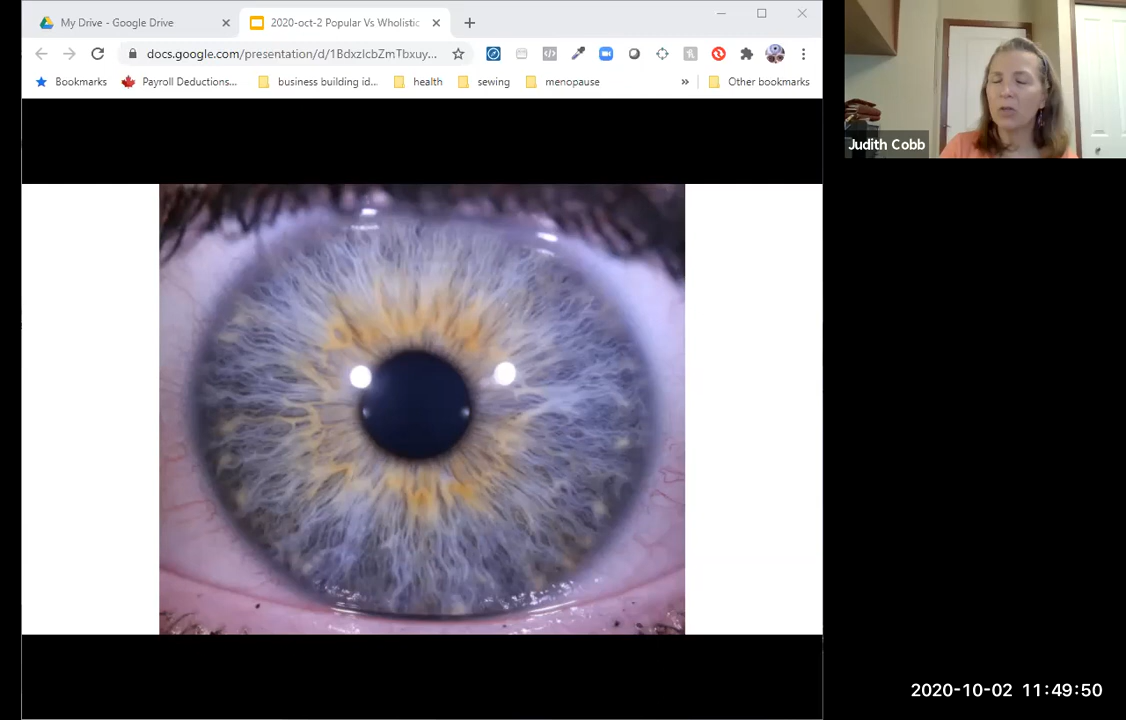 My Drive - Google Drive
2020-oct-2 Popular Vs Wholistic
docs.google.com/presentation/d/1BdxzIcbZmTbxuy...
Bookmarks
Payroll Deductions...
business building id...
health
sewing
menopause
»
Other bookmarks
Judith Cobb
2020-10-02 11:49:50